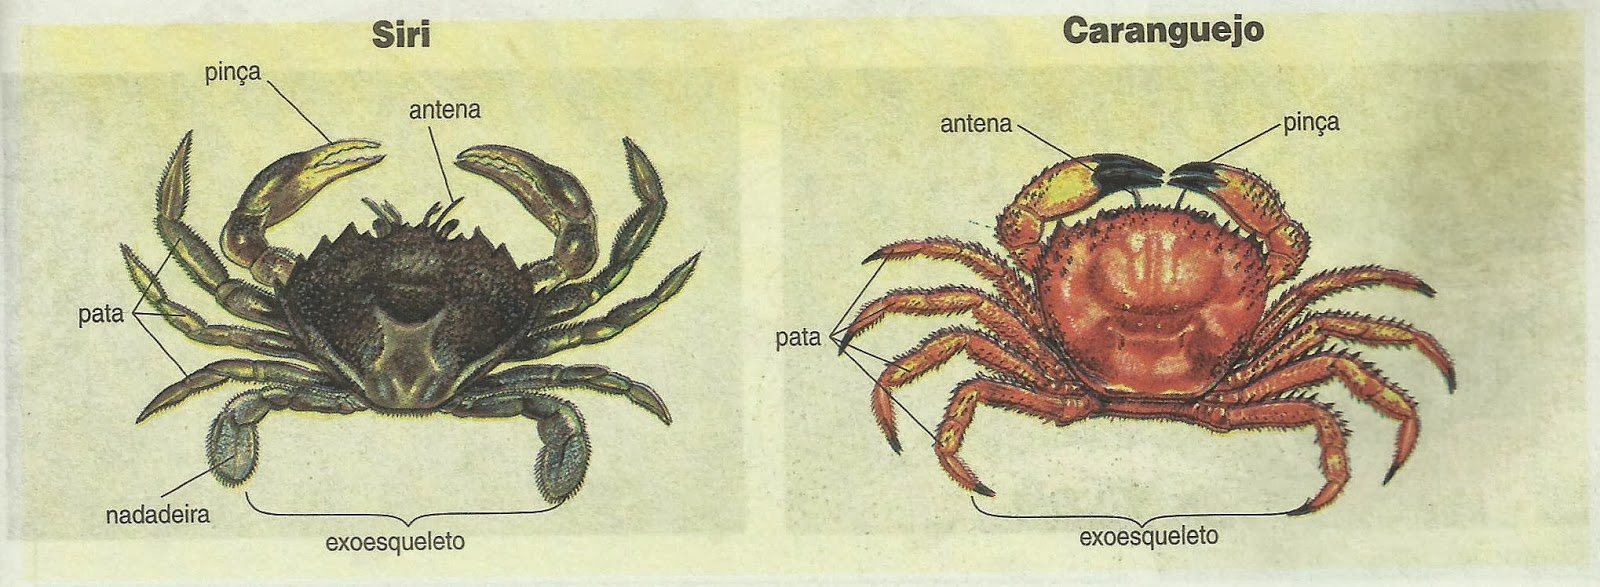 Siri
pinça
antena
pata
nadadeira
exoesqueleto
Caranguejo
antena
pinça
pata
exoesqueleto